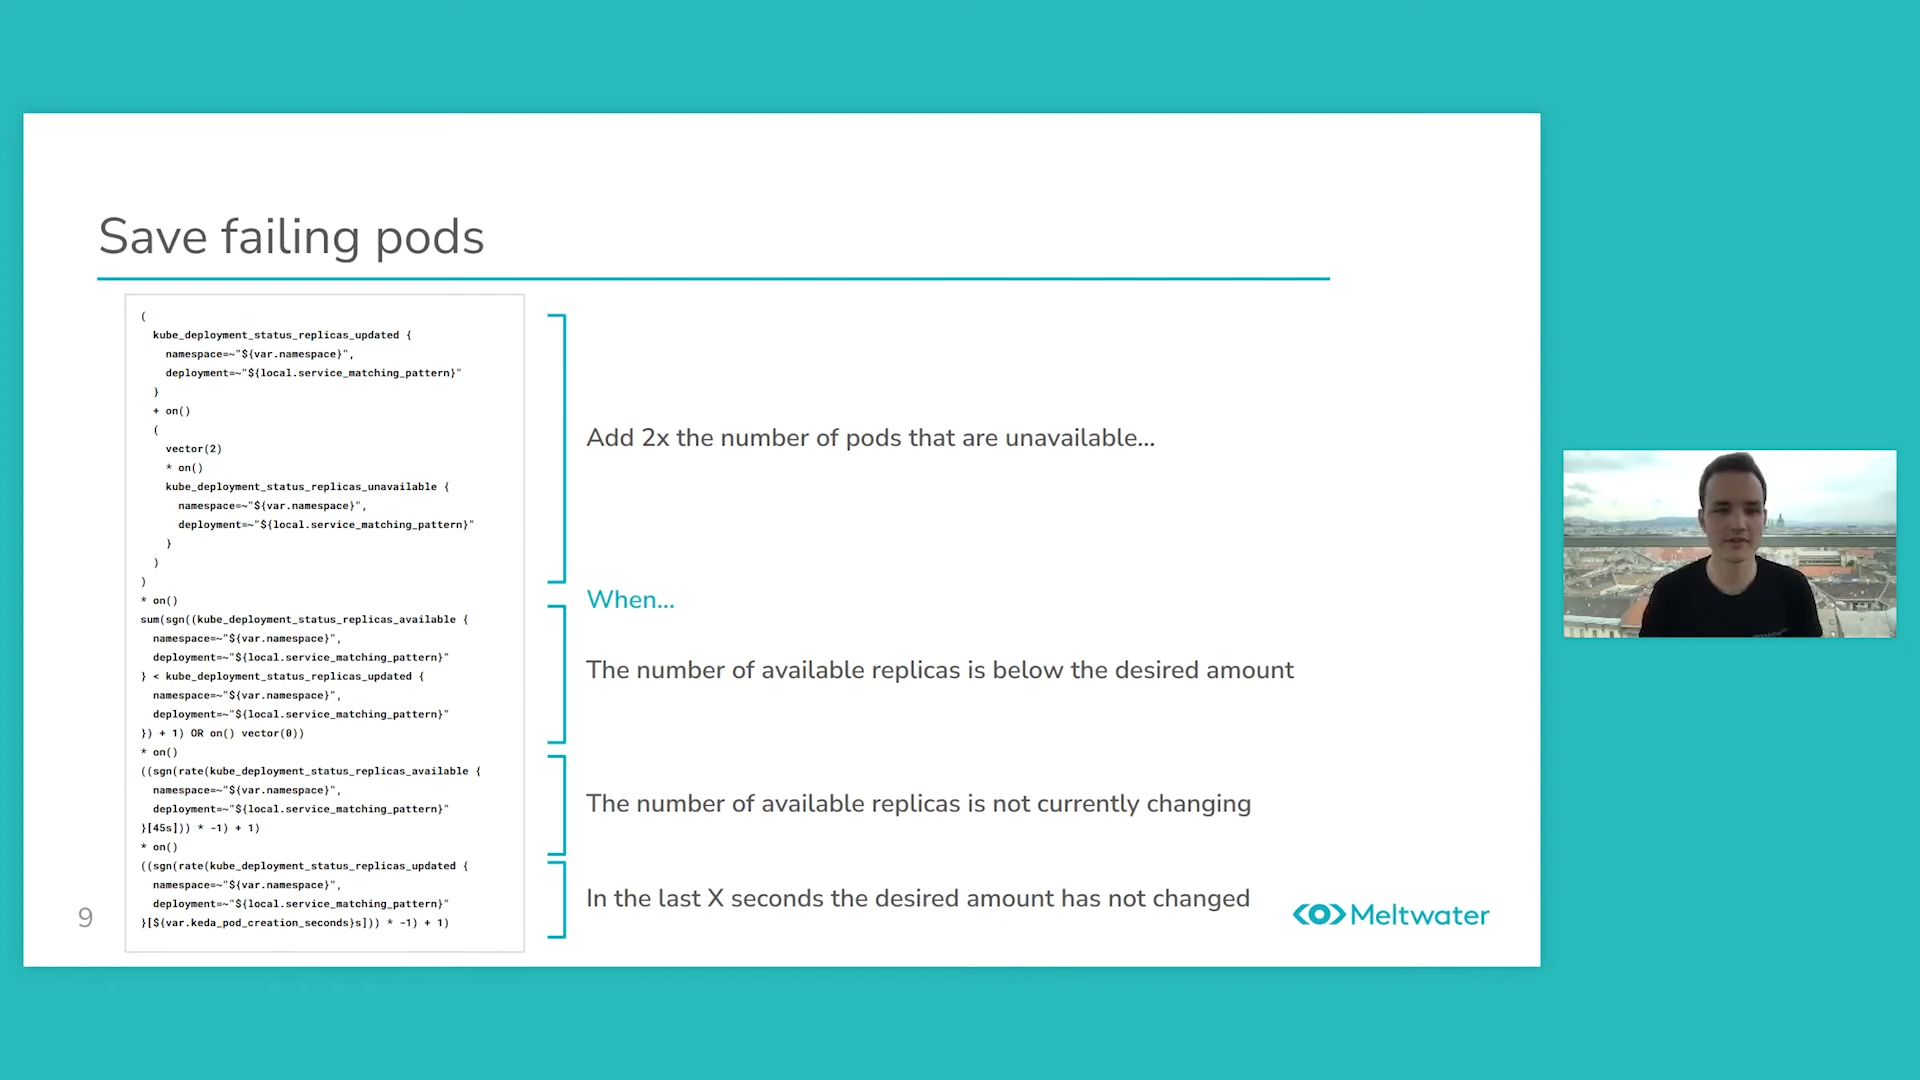 Save failing pods
(
kube_deployment_status_replicas_updated {
namespace=~"${var.namespace}",
deployment=~"${local.service_matching_pattern}"
}
+ on()
(
vector(2)
* on()
kube_deployment_status_replicas_unavailable {
namespace=~"${var.namespace}",
deployment=~"${local.service_matching_pattern}"
}
)
)
* on()
sum(sgn((kube_deployment_status_replicas_available {
namespace=~"${var.namespace}",
deployment=~"${local.service_matching_pattern}"
} < kube_deployment_status_replicas_updated {
namespace=~"${var.namespace}",
deployment=~"${local.service_matching_pattern}"
}) + 1) OR on() vector(0))
* on()
((sgn(rate(kube_deployment_status_replicas_available {
namespace=~"${var.namespace}",
deployment=~"${local.service_matching_pattern}"
}[45s])) * -1) + 1)
* on()
((sgn(rate(kube_deployment_status_replicas_updated {
namespace=~"${var.namespace}",
deployment=~"${local.service_matching_pattern}"
}[${var.keda_pod_creation_seconds}s])) * -1) + 1)
Add 2x the number of pods that are unavailable...
When...
The number of available replicas is below the desired amount
The number of available replicas is not currently changing
In the last X seconds the desired amount has not changed
9
Meltwater